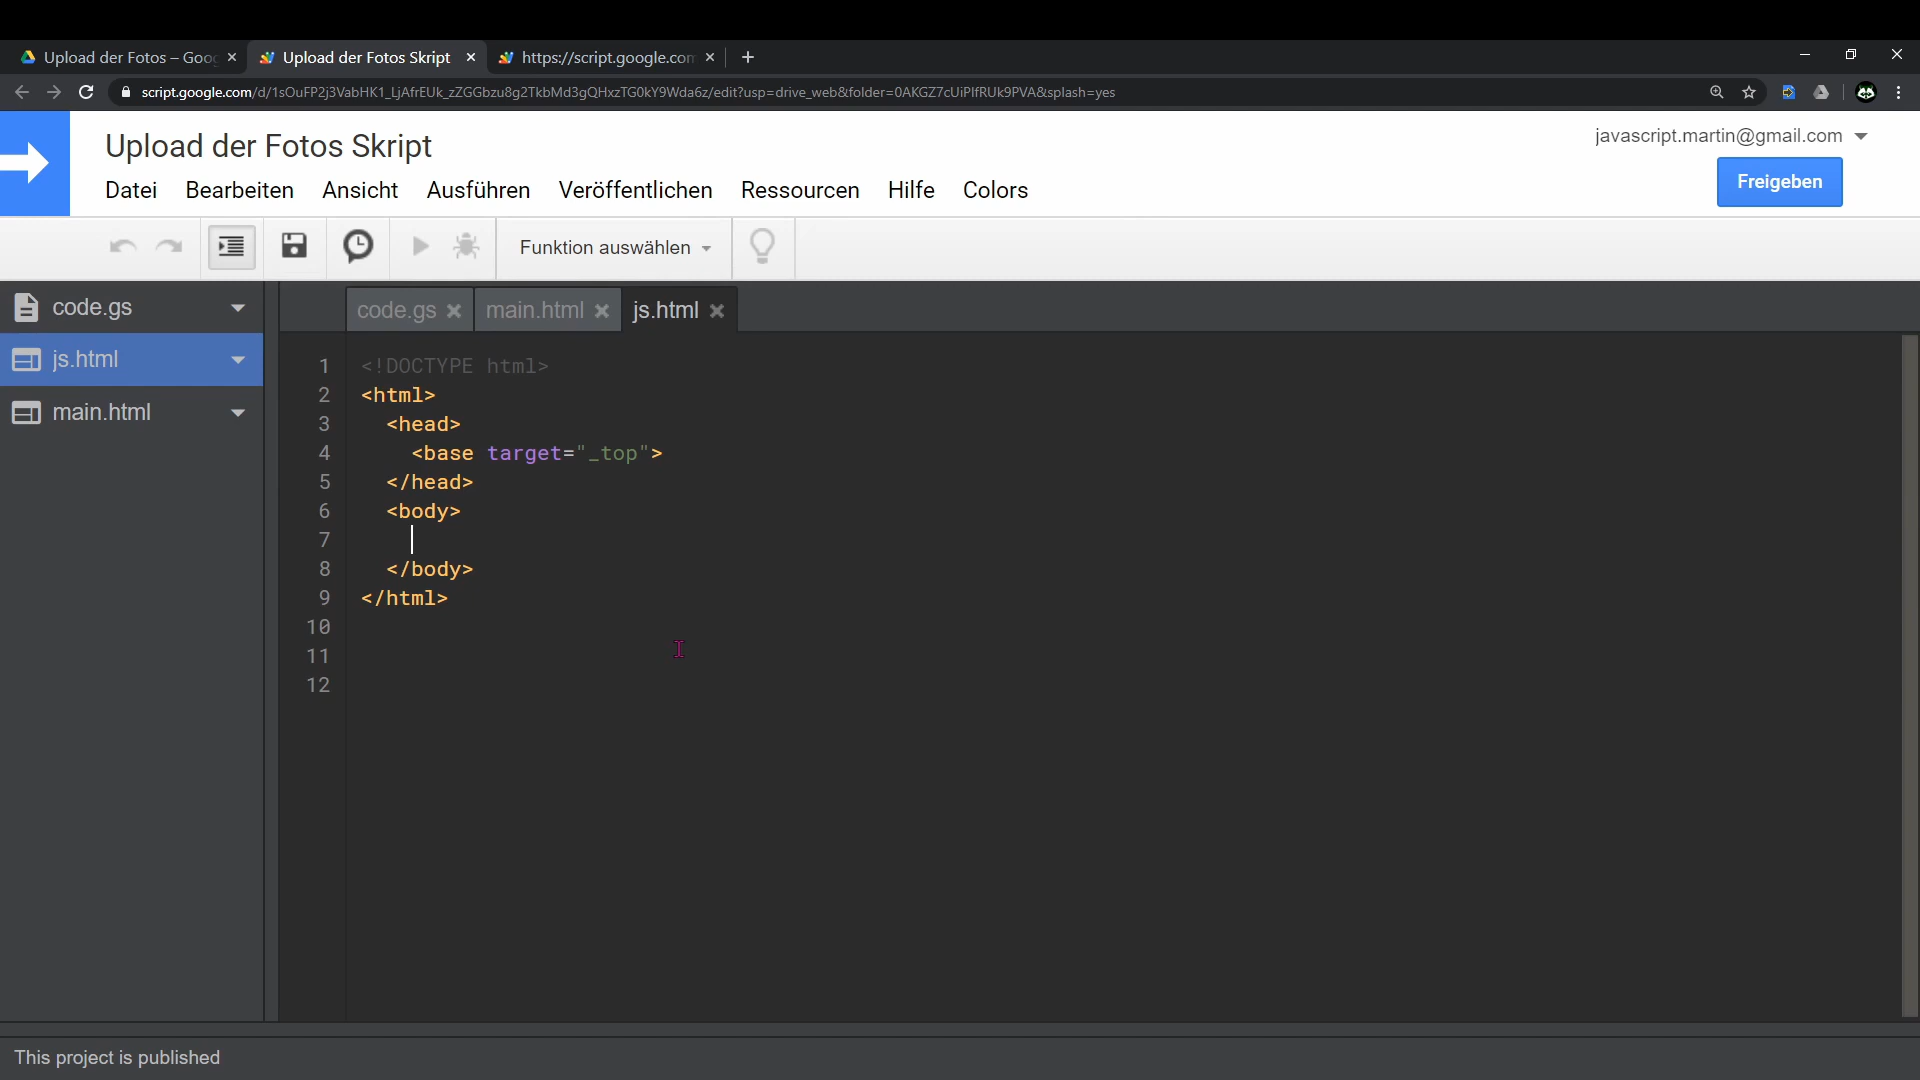 Upload der Fotos – Goog
Upload der Fotos Skript
https://script.google.com
script.google.com/d/1sOuFP2j3VabHK1_LjAfrEUk_zZGGbzu8g2TkbMd3gQHxzTG0kY9Wda6z/edit?usp=drive_web&folder=0AKGZ7cUiPlfRUk9PVA&splash=yes
Upload der Fotos Skript
javascript.martin@gmail.com
Datei Bearbeiten Ansicht Ausführen Veröffentlichen Ressourcen Hilfe Colors
Freigeben
Funktion auswählen
code.gs
js.html
main.html
code.gs main.html js.html
1 <!DOCTYPE html>
2 <html>
3 <head>
4 <base target="_top">
5 </head>
6 <body>
7
8 </body>
9 </html>
10
11
12
This project is published